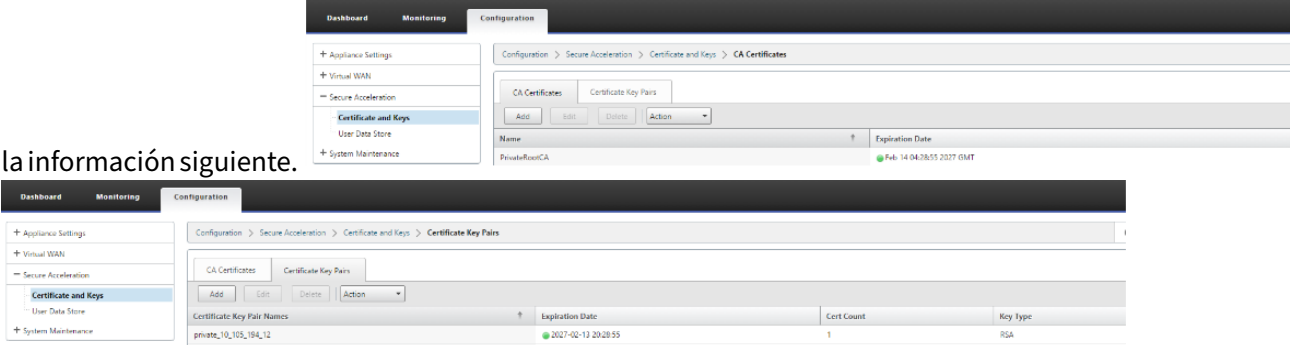 Dashboard Monitoring Configuration
+ Appliance Settings
+ Virtual WAN
− Secure Acceleration
Certificate and Keys
User Data Store
+ System Maintenance
Configuration > Secure Acceleration > Certificate and Keys > CA Certificates
CA Certificates Certificate Key Pairs
Add Edit Delete Action
Name Expiration Date
PrivateRootCA Feb 14 04:28:55 2027 GMT
la información siguiente.
Dashboard Monitoring Configuration
+ Appliance Settings
+ Virtual WAN
− Secure Acceleration
Certificate and Keys
User Data Store
+ System Maintenance
Configuration > Secure Acceleration > Certificate and Keys > Certificate Key Pairs
CA Certificates Certificate Key Pairs
Add Edit Delete Action
Certificate Key Pair Names Expiration Date Cert Count Key Type
private_10_105_194_12 2027-02-13 20:28:55 1 RSA